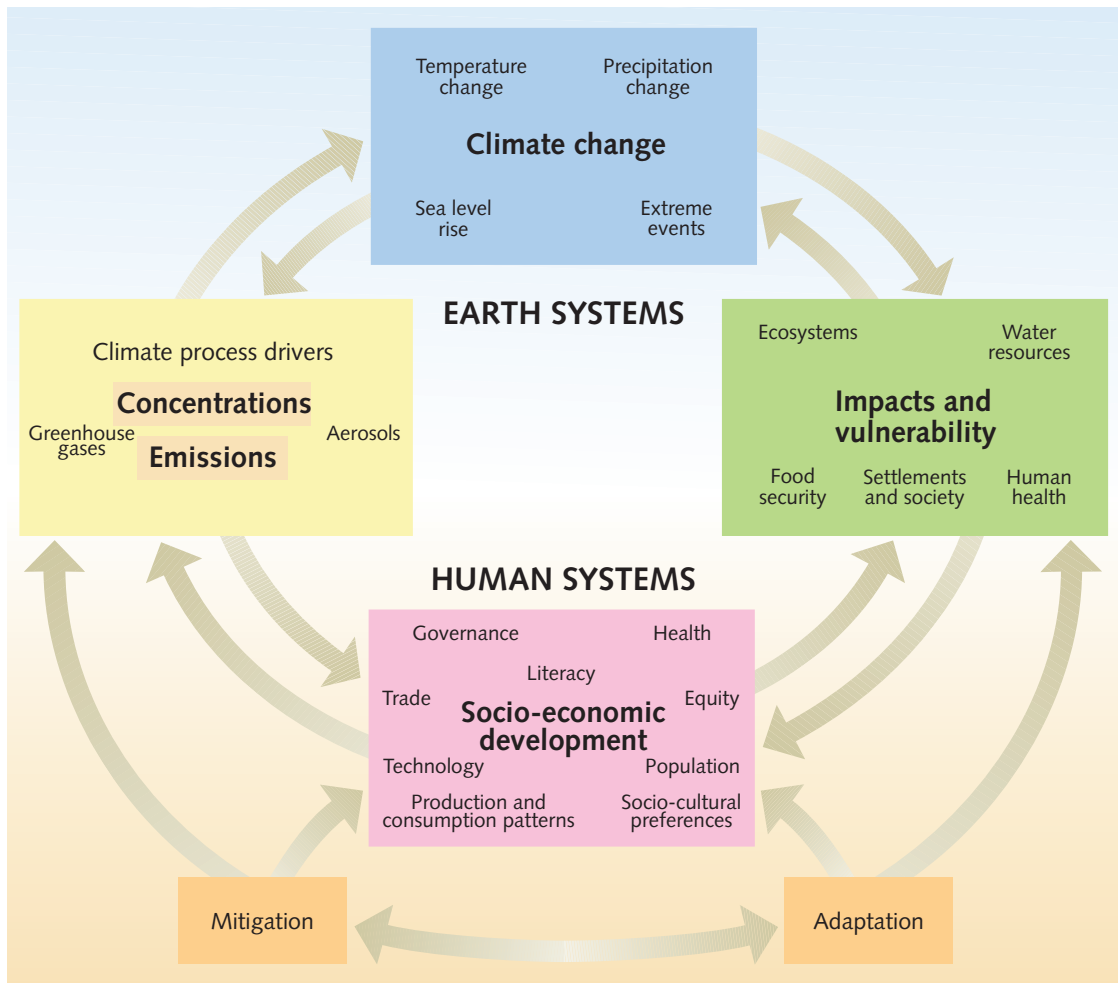 Temperature
change
Precipitation
change
Climate change
Sea level
rise
Extreme
events
EARTH SYSTEMS
Climate process drivers
Concentrations
Greenhouse
gases
Emissions
Aerosols
Ecosystems
Water
resources
Impacts and
vulnerability
Food
security
Settlements
and society
Human
health
HUMAN SYSTEMS
Governance
Health
Literacy
Trade
Equity
Socio-economic
development
Technology
Population
Production and
consumption patterns
Socio-cultural
preferences
Mitigation
Adaptation